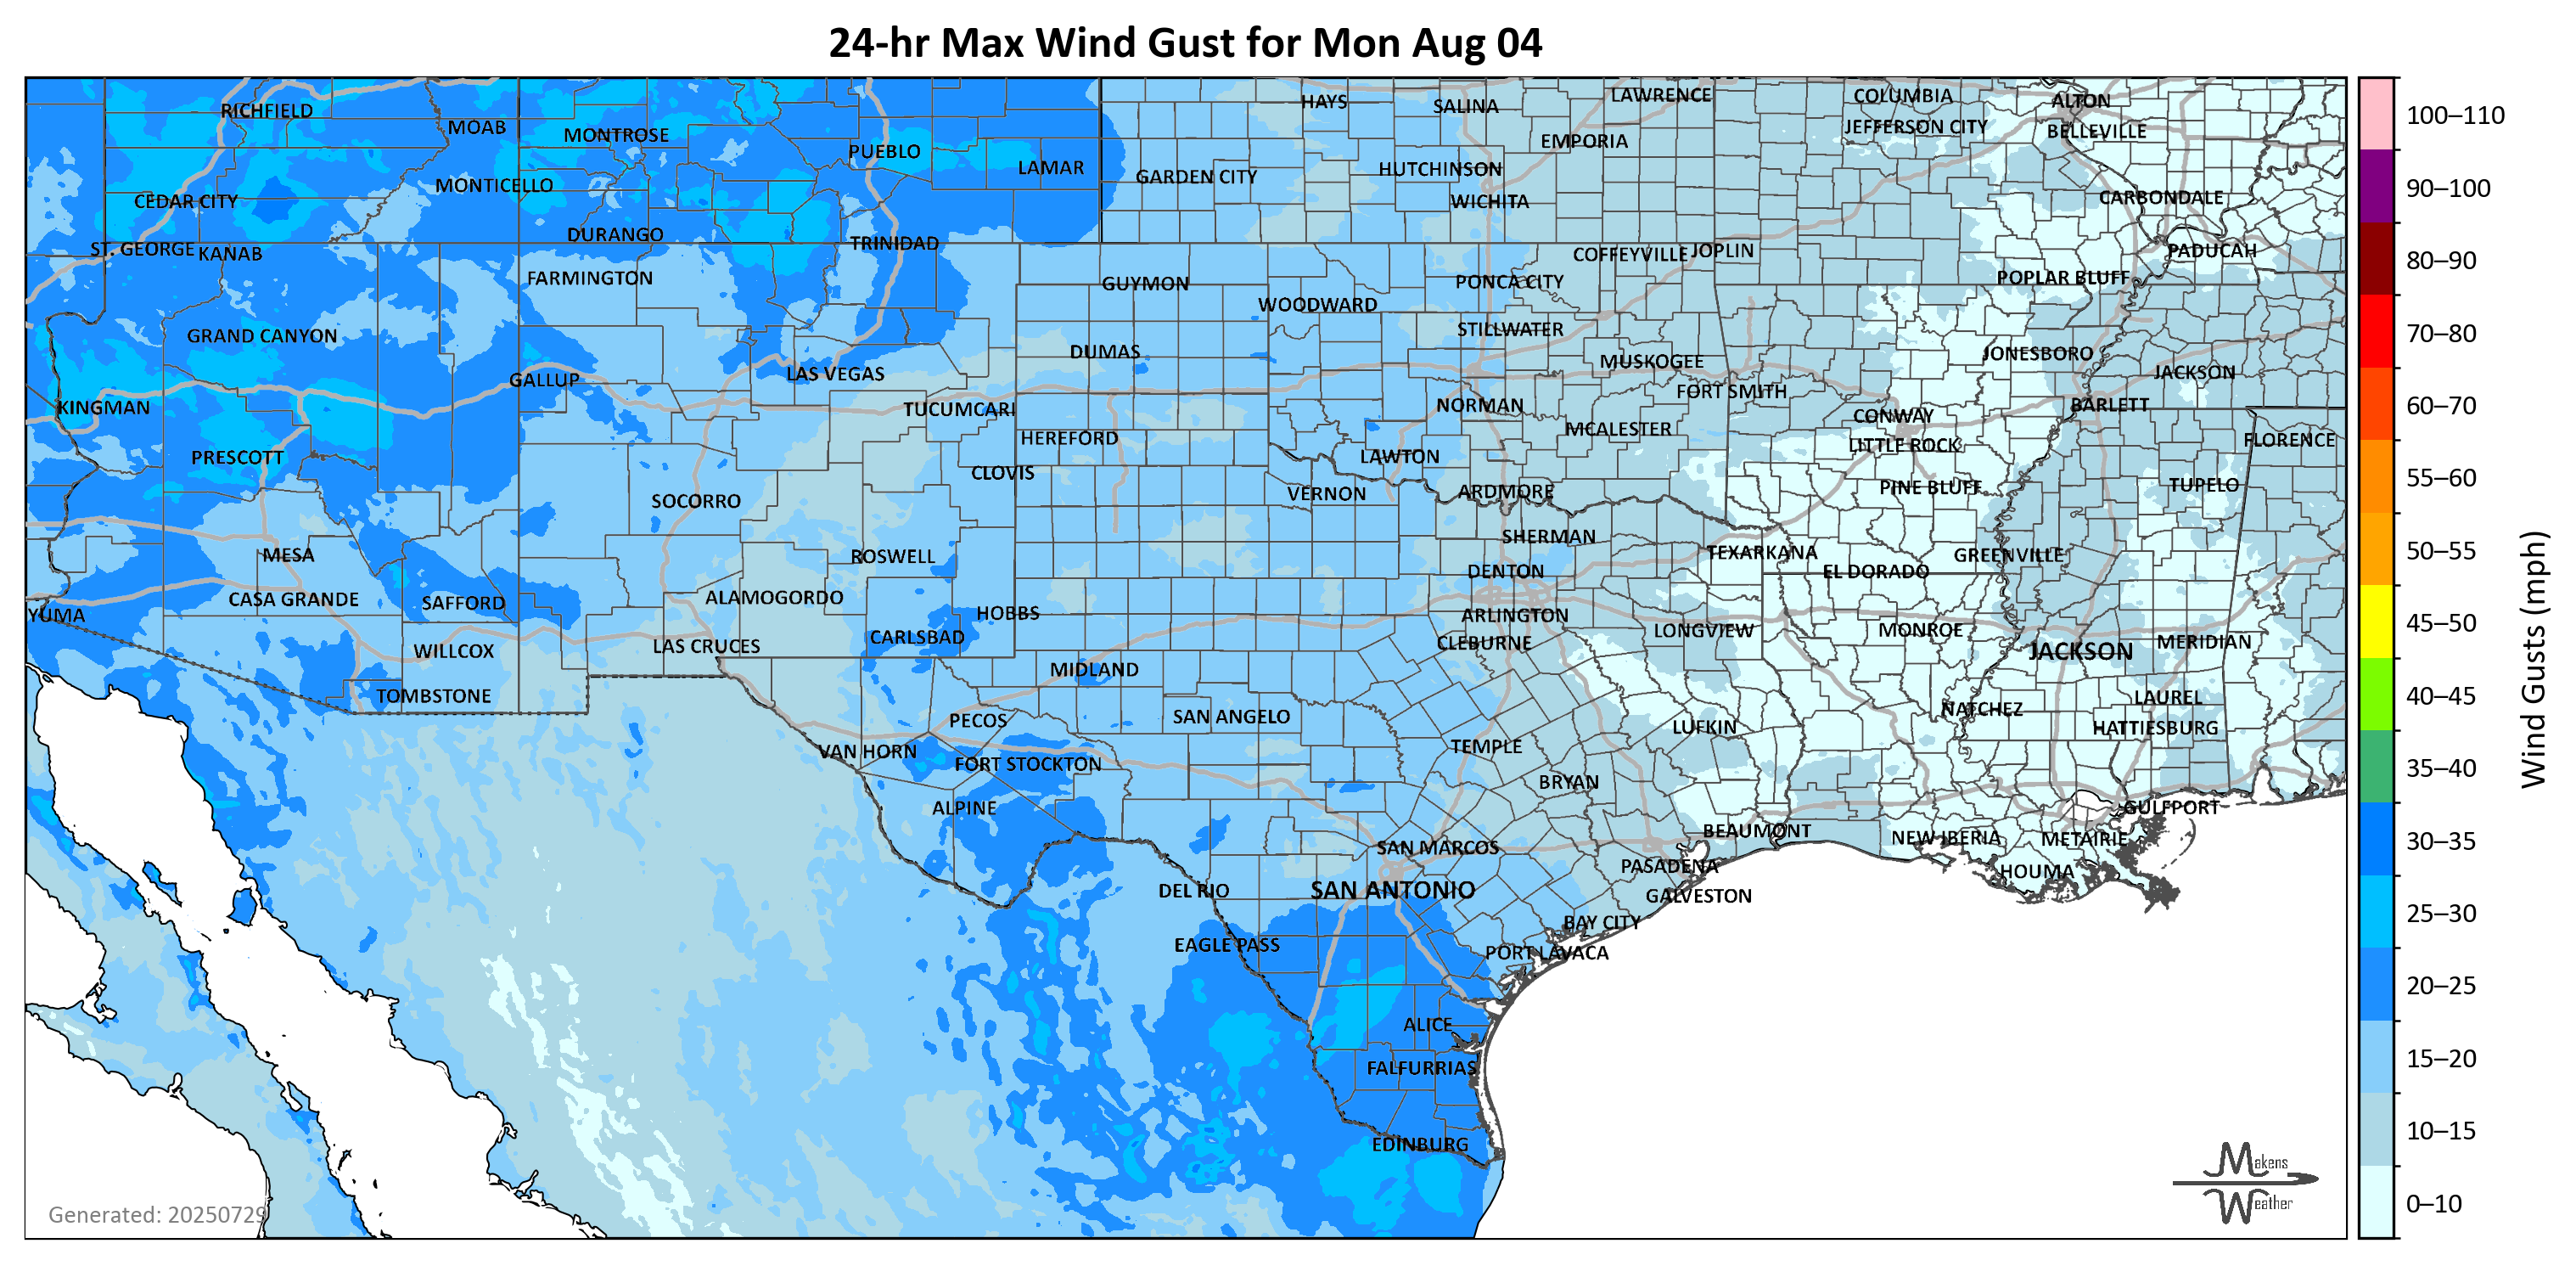 24-hr Max Wind Gust for Mon Aug 04
RICHFIELD
MOAB
MONTROSE
PUEBLO
LAMAR
HAYS
SALINA
LAWRENCE
COLUMBIA
ALTON
JEFFERSON CITY
BELLEVILLE
EMPORIA
MONTICELLO
GARDEN CITY
HUTCHINSON
CEDAR CITY
WICHITA
CARBONDALE
DURANGO
TRINIDAD
ST. GEORGE
KANAB
COFFEYVILLE
JOPLIN
PADUCAH
FARMINGTON
GUYMON
PONCA CITY
POPLAR BLUFF
WOODWARD
GRAND CANYON
STILLWATER
DUMAS
MUSKOGEE
JONESBORO
GALLUP
LAS VEGAS
JACKSON
FORT SMITH
KINGMAN
TUCUMCARI
NORMAN
CONWAY
BARLETT
MCALESTER
HEREFORD
LITTLE ROCK
FLORENCE
PRESCOTT
LAWTON
CLOVIS
SOCORRO
VERNON
ARDMORE
PINE BLUFF
TUPELO
MESA
ROSWELL
SHERMAN
TEXARKANA
GREENVILLE
DENTON
EL DORADO
CASA GRANDE
SAFFORD
ALAMOGORDO
YUMA
HOBBS
ARLINGTON
CARLSBAD
CLEBURNE
LONGVIEW
MONROE
WILLCOX
LAS CRUCES
JACKSON
MERIDIAN
MIDLAND
TOMBSTONE
LAUREL
PECOS
SAN ANGELO
NATCHEZ
LUFKIN
HATTIESBURG
VAN HORN
TEMPLE
FORT STOCKTON
BRYAN
ALPINE
GULFPORT
BEAUMONT
NEW IBERIA
METAIRIE
SAN MARCOS
PASADENA
HOUMA
DEL RIO
SAN ANTONIO
GALVESTON
BAY CITY
EAGLE PASS
PORT LAVACA
ALICE
FALFURRIAS
EDINBURG
Generated: 20250729
Makens
Weather
100–110
90–100
80–90
70–80
60–70
55–60
50–55
45–50
40–45
35–40
30–35
25–30
20–25
15–20
10–15
0–10
Wind Gusts (mph)